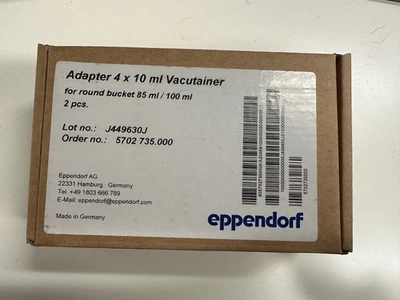 Adapter 4 x 10 ml Vacutainer
for round bucket 85 ml / 100 ml
2 pcs.
Lot no.: J449630J
Order no.: 5702 735.000
Eppendorf AG
22331 Hamburg · Germany
Tel. +49 1803 666 789
E-Mail: eppendorf@eppendorf.com
Made in Germany
eppendorf